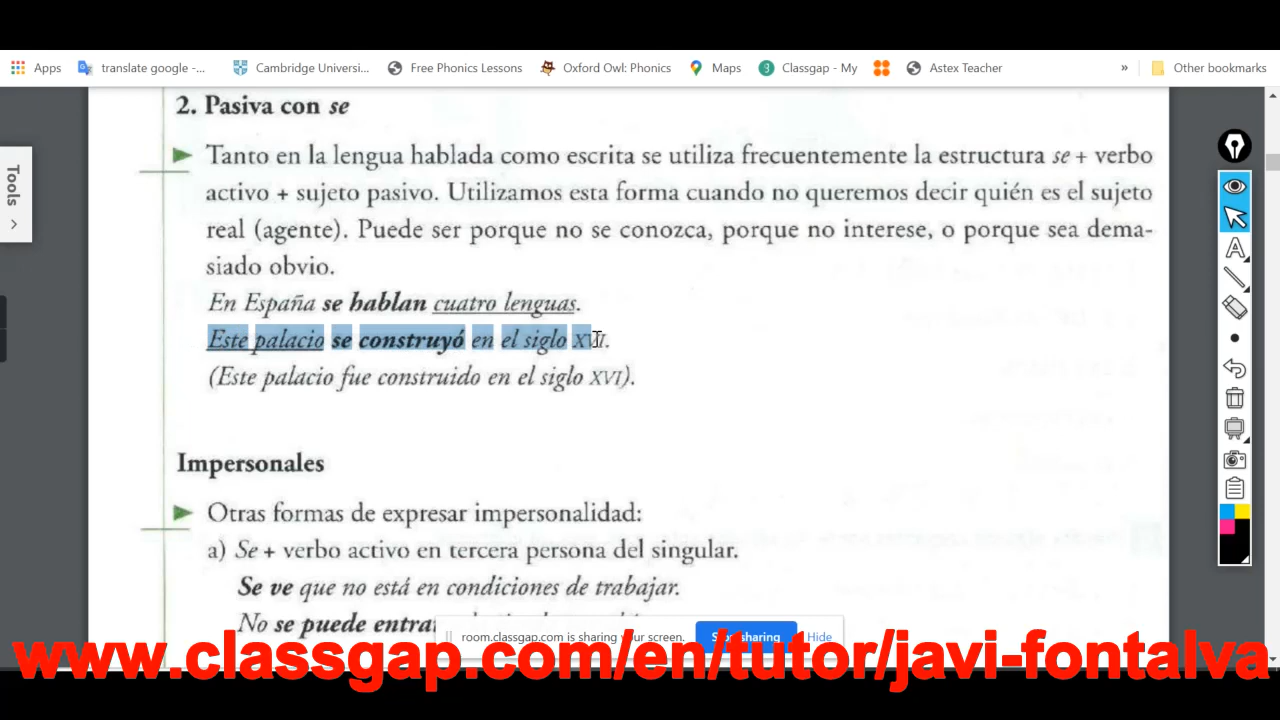 Apps translate google -... Cambridge Universi... Free Phonics Lessons Oxford Owl: Phonics Maps Classgap - My Astex Teacher » Other bookmarks
Tools
2. Pasiva con se
Tanto en la lengua hablada como escrita se utiliza frecuentemente la estructura se + verbo
activo + sujeto pasivo. Utilizamos esta forma cuando no queremos decir quién es el sujeto
real (agente). Puede ser porque no se conozca, porque no interese, o porque sea dema-
siado obvio.
En España se hablan cuatro lenguas.
Este palacio se construyó en el siglo XVI.
(Este palacio fue construido en el siglo XVI).
Impersonales
Otras formas de expresar impersonalidad:
a) Se + verbo activo en tercera persona del singular.
Se ve que no está en condiciones de trabajar.
No se puede entrar
room.classgap.com is sharing your screen. Stop sharing Hide
www.classgap.com/en/tutor/javi-fontalva